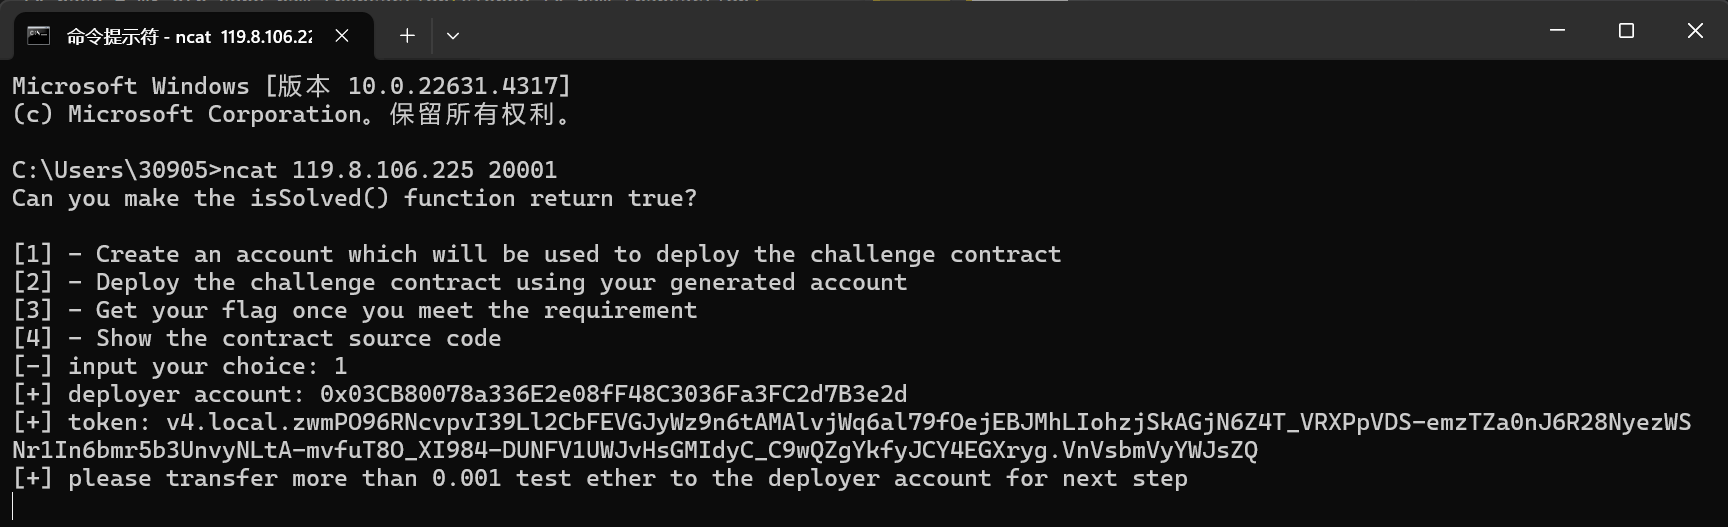 命令提示符 - ncat 119.8.106.22
Microsoft Windows [版本 10.0.22631.4317]
(c) Microsoft Corporation。保留所有权利。
C:\Users\30905>ncat 119.8.106.225 20001
Can you make the isSolved() function return true?
[1] - Create an account which will be used to deploy the challenge contract
[2] - Deploy the challenge contract using your generated account
[3] - Get your flag once you meet the requirement
[4] - Show the contract source code
[-] input your choice: 1
[+] deployer account: 0x03CB80078a336E2e08fF48C3036Fa3FC2d7B3e2d
[+] token: v4.local.zwmPO96RNcvpvI39Ll2CbFEVGJyWz9n6tAMAlvjWq6al79fOejEBJMhLIohzjSkAGjN6Z4T_VRXPpVDS-emzTZa0nJ6R28NyezWS
Nr1In6bmr5b3UnvyNLtA-mvfuT8O_XI984-DUNFV1UWJvHsGMIdyC_C9wQZgYkfyJCY4EGXryg.VnVsbmVyYWJsZQ
[+] please transfer more than 0.001 test ether to the deployer account for next step